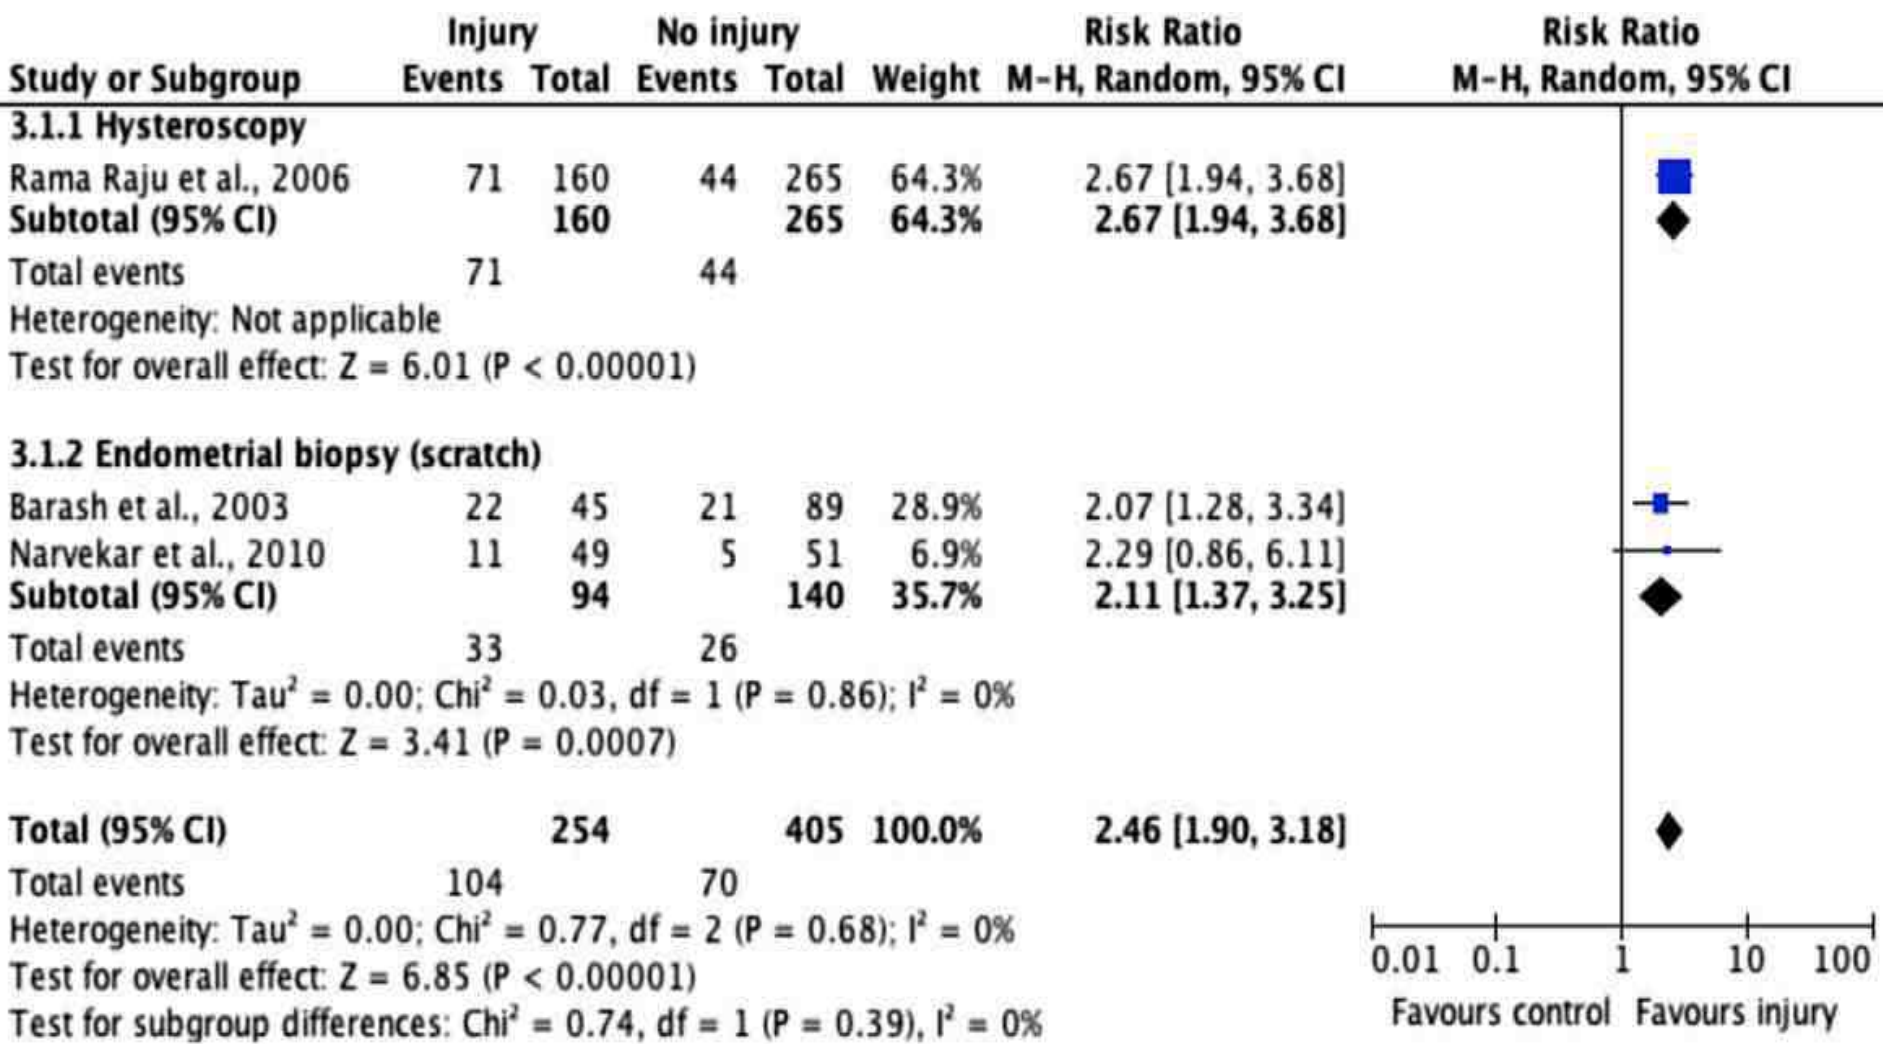 Injury No injury Risk Ratio Risk Ratio
Study or Subgroup Events Total Events Total Weight M-H, Random, 95% CI M-H, Random, 95% CI
3.1.1 Hysteroscopy
Rama Raju et al., 2006 71 160 44 265 64.3% 2.67 [1.94, 3.68]
Subtotal (95% CI) 160 265 64.3% 2.67 [1.94, 3.68]
Total events 71 44
Heterogeneity: Not applicable
Test for overall effect: Z = 6.01 (P < 0.00001)
3.1.2 Endometrial biopsy (scratch)
Barash et al., 2003 22 45 21 89 28.9% 2.07 [1.28, 3.34]
Narvekar et al., 2010 11 49 5 51 6.9% 2.29 [0.86, 6.11]
Subtotal (95% CI) 94 140 35.7% 2.11 [1.37, 3.25]
Total events 33 26
Heterogeneity: Tau² = 0.00; Chi² = 0.03, df = 1 (P = 0.86); I² = 0%
Test for overall effect: Z = 3.41 (P = 0.0007)
Total (95% CI) 254 405 100.0% 2.46 [1.90, 3.18]
Total events 104 70
Heterogeneity: Tau² = 0.00; Chi² = 0.77, df = 2 (P = 0.68); I² = 0%
Test for overall effect: Z = 6.85 (P < 0.00001)
Test for subgroup differences: Chi² = 0.74, df = 1 (P = 0.39), I² = 0%
0.01 0.1 1 10 100
Favours control Favours injury